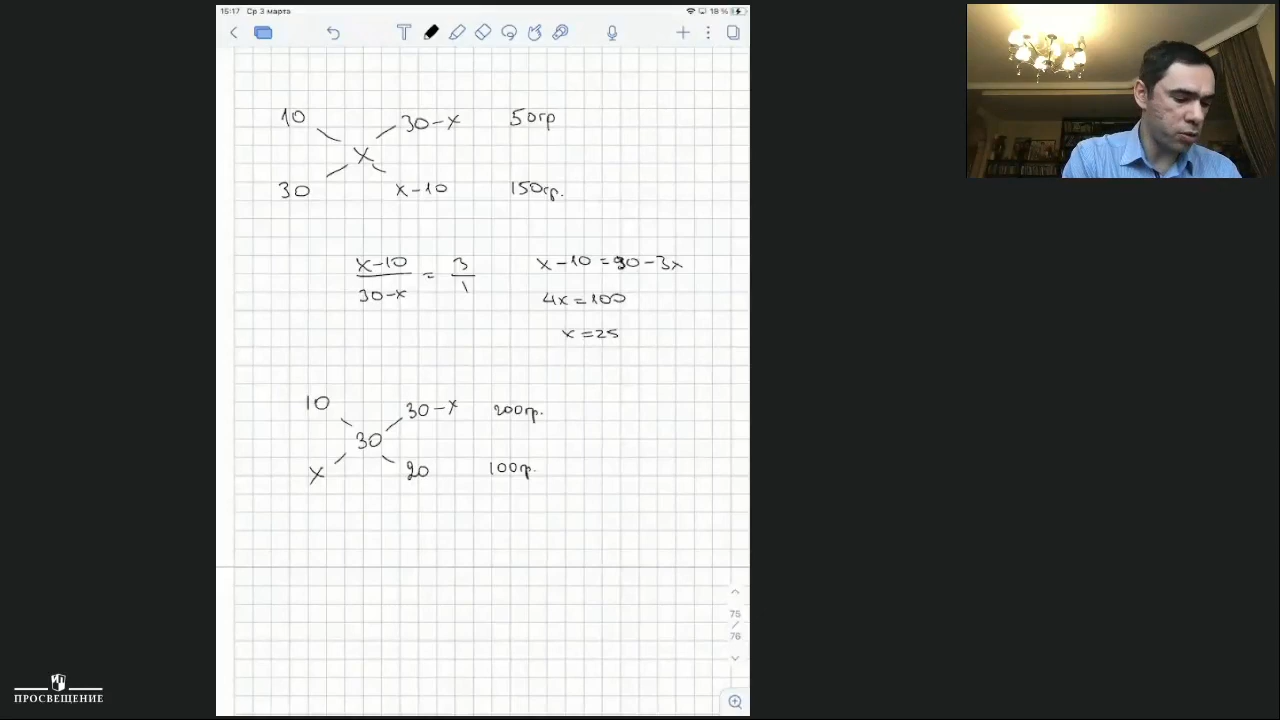 15:17 Ср 3 марта
18 %
10 30-x 50гр
x
30 x-10 150гр.
x-10 / 30-x = 3 / 1
x-10=90-3x
4x=100
x=25
10 30-x 200гр.
30
x 20 100гр.
75
/
76
ПРОСВЕЩЕНИЕ